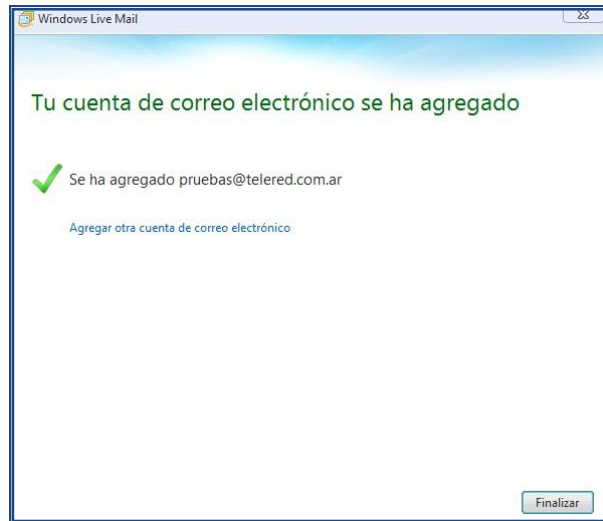 Windows Live Mail
Tu cuenta de correo electrónico se ha agregado
Se ha agregado pruebas@telered.com.ar
Agregar otra cuenta de correo electrónico
Finalizar